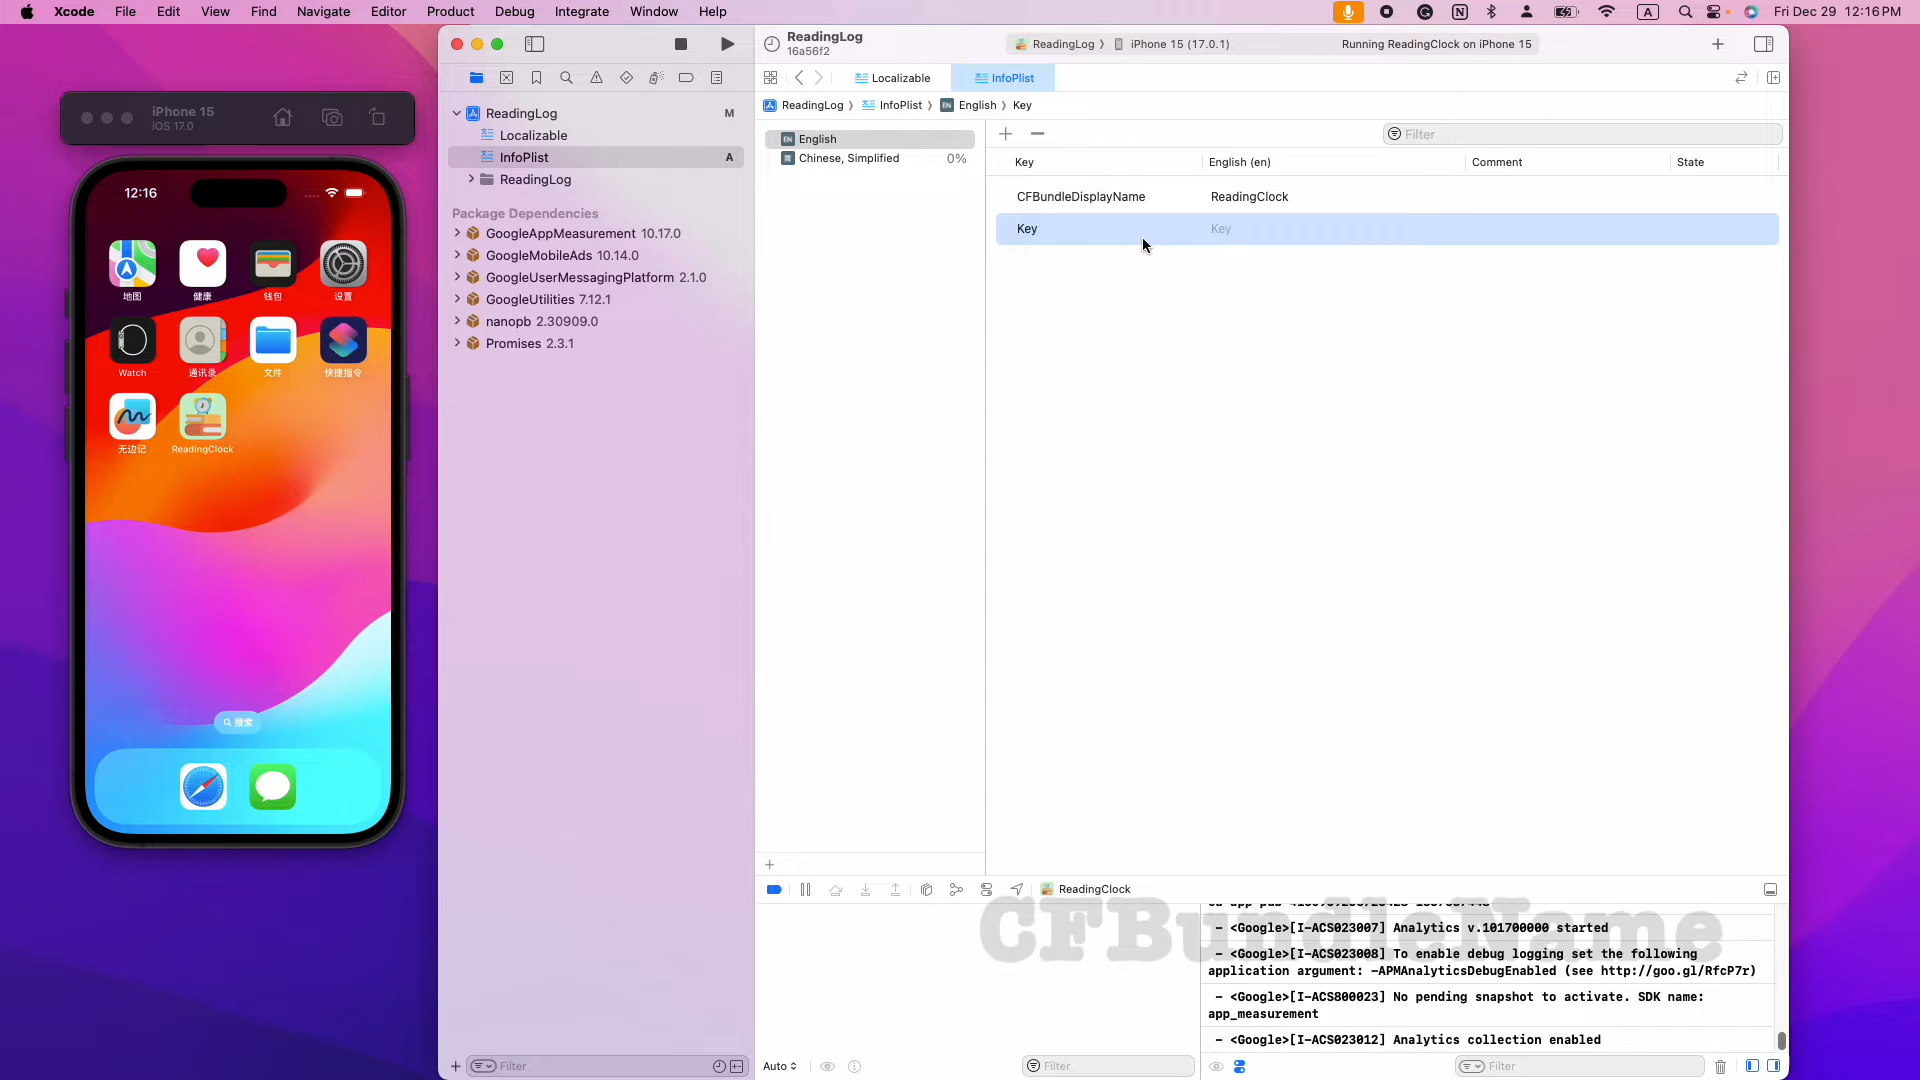 Xcode File Edit View Find Navigate Editor Product Debug Integrate Window Help
A Fri Dec 29 12:16 PM
iPhone 15
iOS 17.0
12:16
地图 健康 钱包 设置
Watch 通讯录 文件 快捷指令
无边记 ReadingClock
搜索
ReadingLog M
Localizable
InfoPlist A
ReadingLog
Package Dependencies
GoogleAppMeasurement 10.17.0
GoogleMobileAds 10.14.0
GoogleUserMessagingPlatform 2.1.0
GoogleUtilities 7.12.1
nanopb 2.30909.0
Promises 2.3.1
Filter
ReadingLog
16a56f2
ReadingLog iPhone 15 (17.0.1) Running ReadingClock on iPhone 15
Localizable InfoPlist
ReadingLog InfoPlist EN English Key
EN English
Chinese, Simplified 0%
Filter
Key English (en) Comment State
CFBundleDisplayName ReadingClock
Key Key
ReadingClock
CFBundleName
- <Google>[I-ACS023007] Analytics v.101700000 started
- <Google>[I-ACS023008] To enable debug logging set the following
application argument: -APMAnalyticsDebugEnabled (see http://goo.gl/RfcP7r)
- <Google>[I-ACS800023] No pending snapshot to activate. SDK name:
app_measurement
- <Google>[I-ACS023012] Analytics collection enabled
Auto Filter Filter